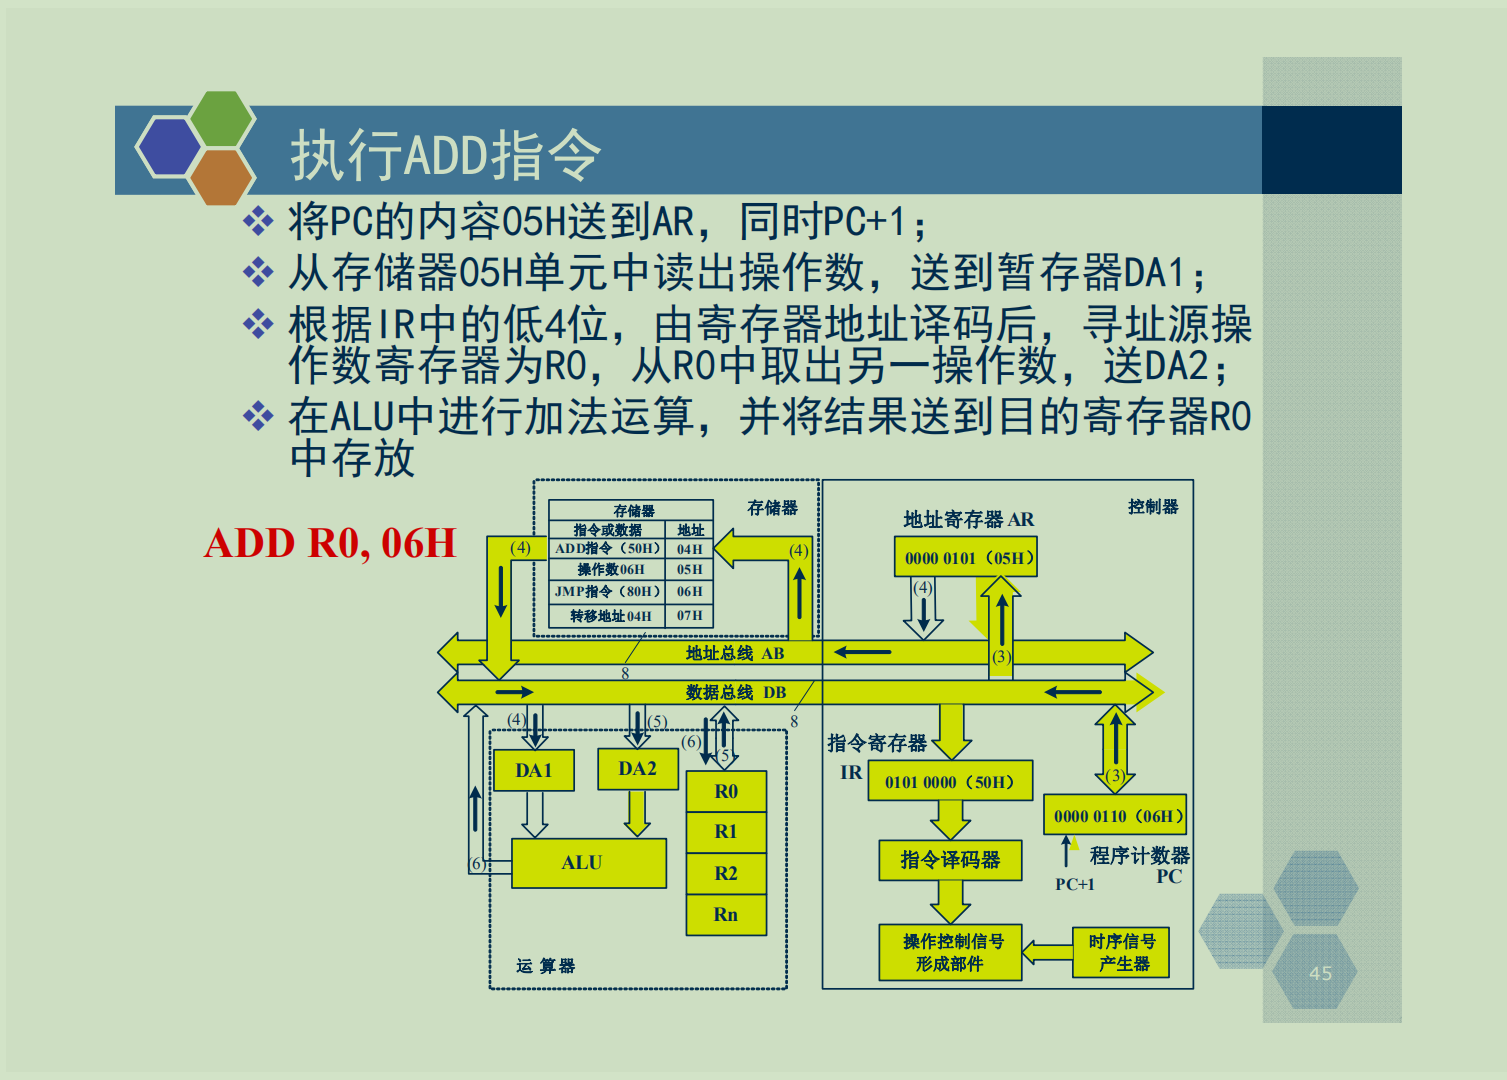 执行ADD指令
将PC的内容05H送到AR，同时PC+1；
从存储器05H单元中读出操作数，送到暂存器DA1；
根据IR中的低4位，由寄存器地址译码后，寻址源操
作数寄存器为R0，从R0中取出另一操作数，送DA2；
在ALU中进行加法运算，并将结果送到目的寄存器R0
中存放
ADD R0, 06H
存储器
指令或数据 地址
ADD指令（50H） 04H
操作数06H 05H
JMP指令（80H） 06H
转移地址04H 07H
存储器
控制器
地址寄存器 AR
0000 0101（05H）
(4)
(4)
(4)
(3)
地址总线 AB
8
数据总线 DB
8
(4)
(5)
(6)
(5)
(3)
DA1
DA2
R0
R1
R2
Rn
ALU
(6)
运 算器
指令寄存器
IR
0101 0000（50H）
0000 0110（06H）
指令译码器
程序计数器
PC
PC+1
操作控制信号
形成部件
时序信号
产生器
45